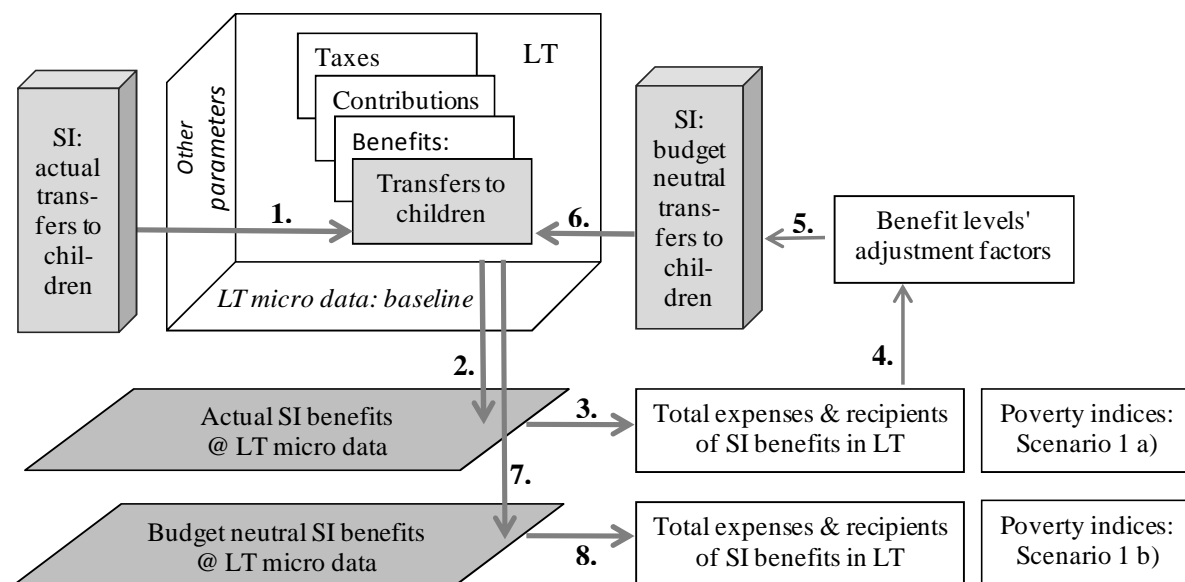 LT
Taxes
Contributions
Benefits:
Transfers to
children
Other
parameters
LT micro data: baseline
SI:
actual
trans-
fers to
chil-
dren
1.
6.
SI:
budget
neutral
trans-
fers to
chil-
dren
5.
Benefit levels'
adjustment factors
4.
2.
Actual SI benefits
@ LT micro data
3.
Total expenses & recipients
of SI benefits in LT
Poverty indices:
Scenario 1 a)
7.
Budget neutral SI benefits
@ LT micro data
8.
Total expenses & recipients
of SI benefits in LT
Poverty indices:
Scenario 1 b)